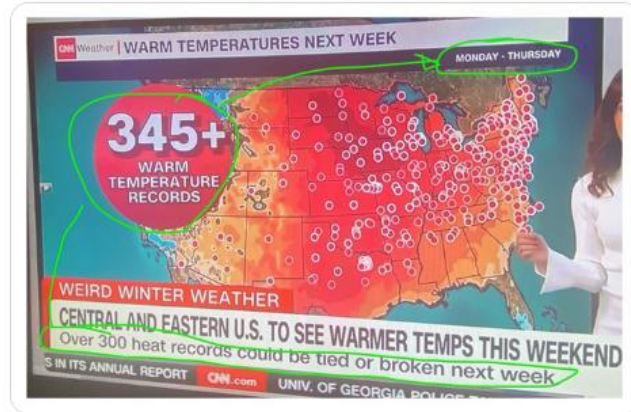 CNN Weather WARM TEMPERATURES NEXT WEEK
MONDAY - THURSDAY
345+
WARM
TEMPERATURE
RECORDS
WEIRD WINTER WEATHER
CENTRAL AND EASTERN U.S. TO SEE WARMER TEMPS THIS WEEKEND
Over 300 heat records could be tied or broken next week
S IN ITS ANNUAL REPORT CNN.com UNIV. OF GEORGIA POLICE